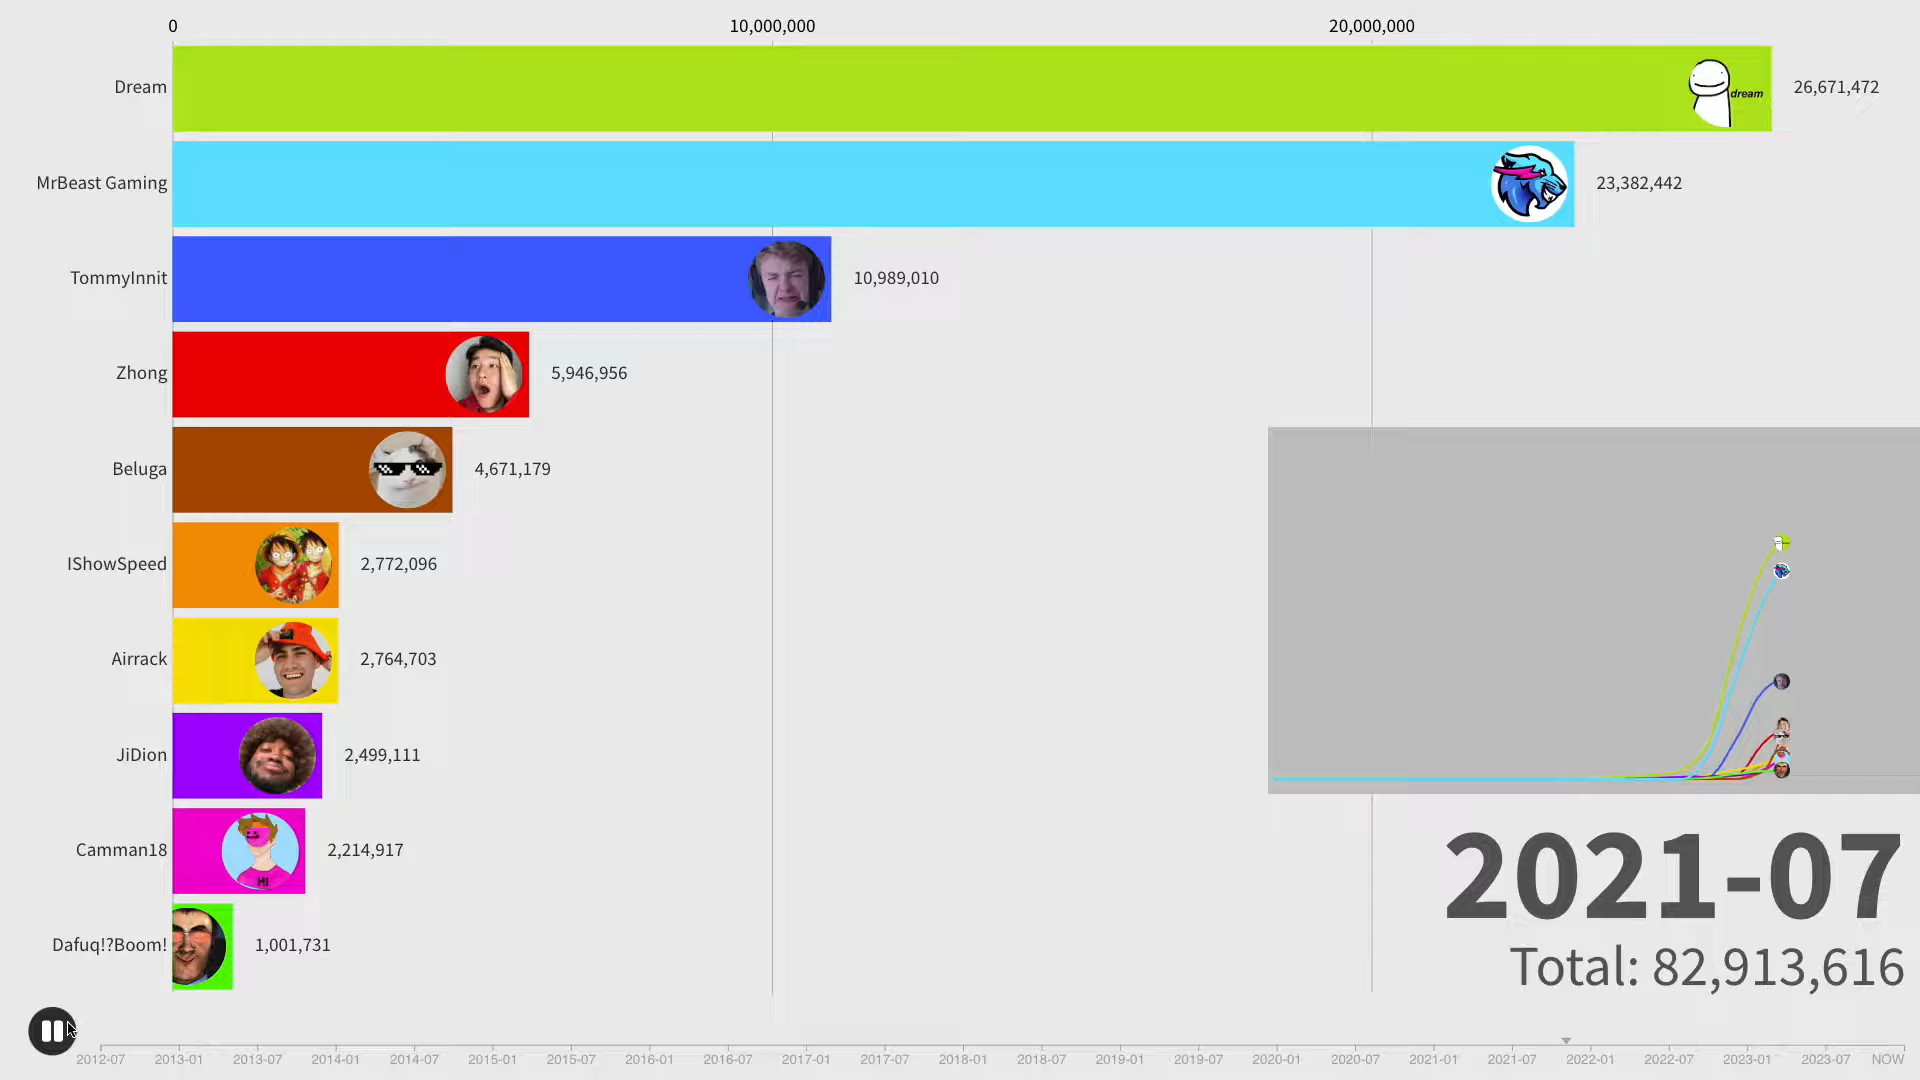 0 10,000,000 20,000,000
Dream dream 26,671,472
MrBeast Gaming 23,382,442
TommyInnit 10,989,010
Zhong 5,946,956
Beluga 4,671,179
IShowSpeed 2,772,096
Airrack 2,764,703
JiDion 2,499,111
Camman18 HI 2,214,917
Dafuq!?Boom! 1,001,731
2021-07
Total: 82,913,616
2012-07 2013-01 2013-07 2014-01 2014-07 2015-01 2015-07 2016-01 2016-07 2017-01 2017-07 2018-01 2018-07 2019-01 2019-07 2020-01 2020-07 2021-01 2021-07 2022-01 2022-07 2023-01 2023-07 NOW